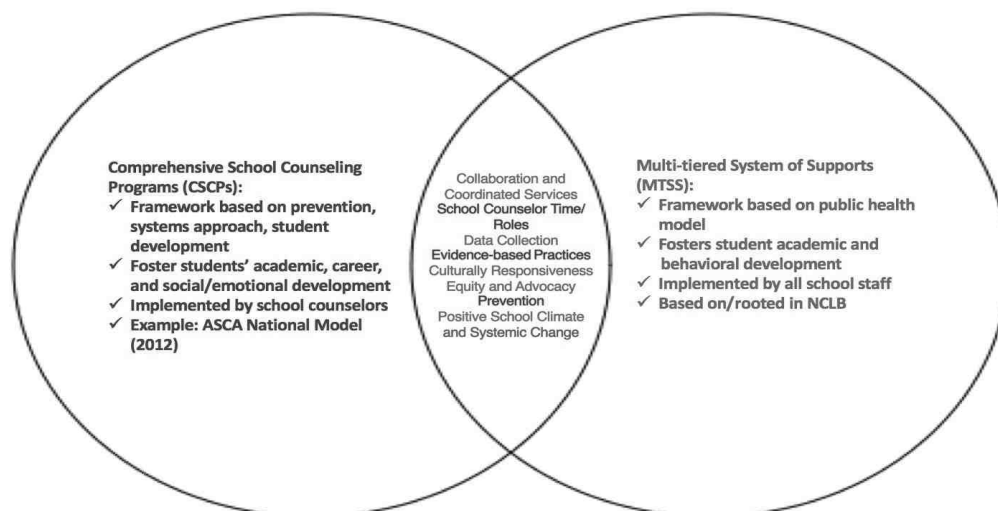 Comprehensive School Counseling
Programs (CSCPs):
✓ Framework based on prevention,
systems approach, student
development
✓ Foster students’ academic, career,
and social/emotional development
✓ Implemented by school counselors
✓ Example: ASCA National Model
(2012)
Collaboration and
Coordinated Services
School Counselor Time/
Roles
Data Collection
Evidence-based Practices
Culturally Responsiveness
Equity and Advocacy
Prevention
Positive School Climate
and Systemic Change
Multi-tiered System of Supports
(MTSS):
✓ Framework based on public health
model
✓ Fosters student academic and
behavioral development
✓ Implemented by all school staff
✓ Based on/rooted in NCLB